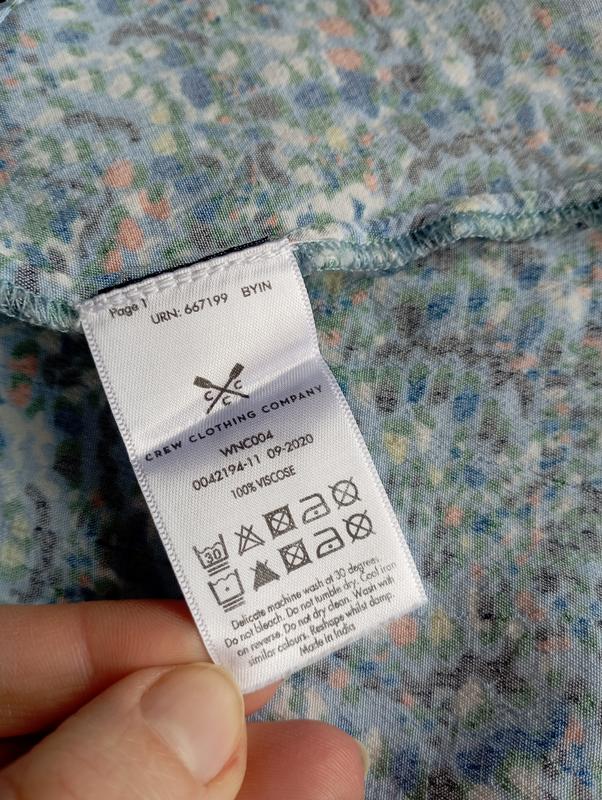 Page 1
URN: 667199 BYIN
C C
C
CREW CLOTHING COMPANY
WNC004
0042194-11 09-2020
100% VISCOSE
30
Delicate machine wash at 30 degrees.
Do not bleach. Do not tumble dry. Cool iron
on reverse. Do not dry clean. Wash with
similar colours. Reshape whilst damp.
Made in India